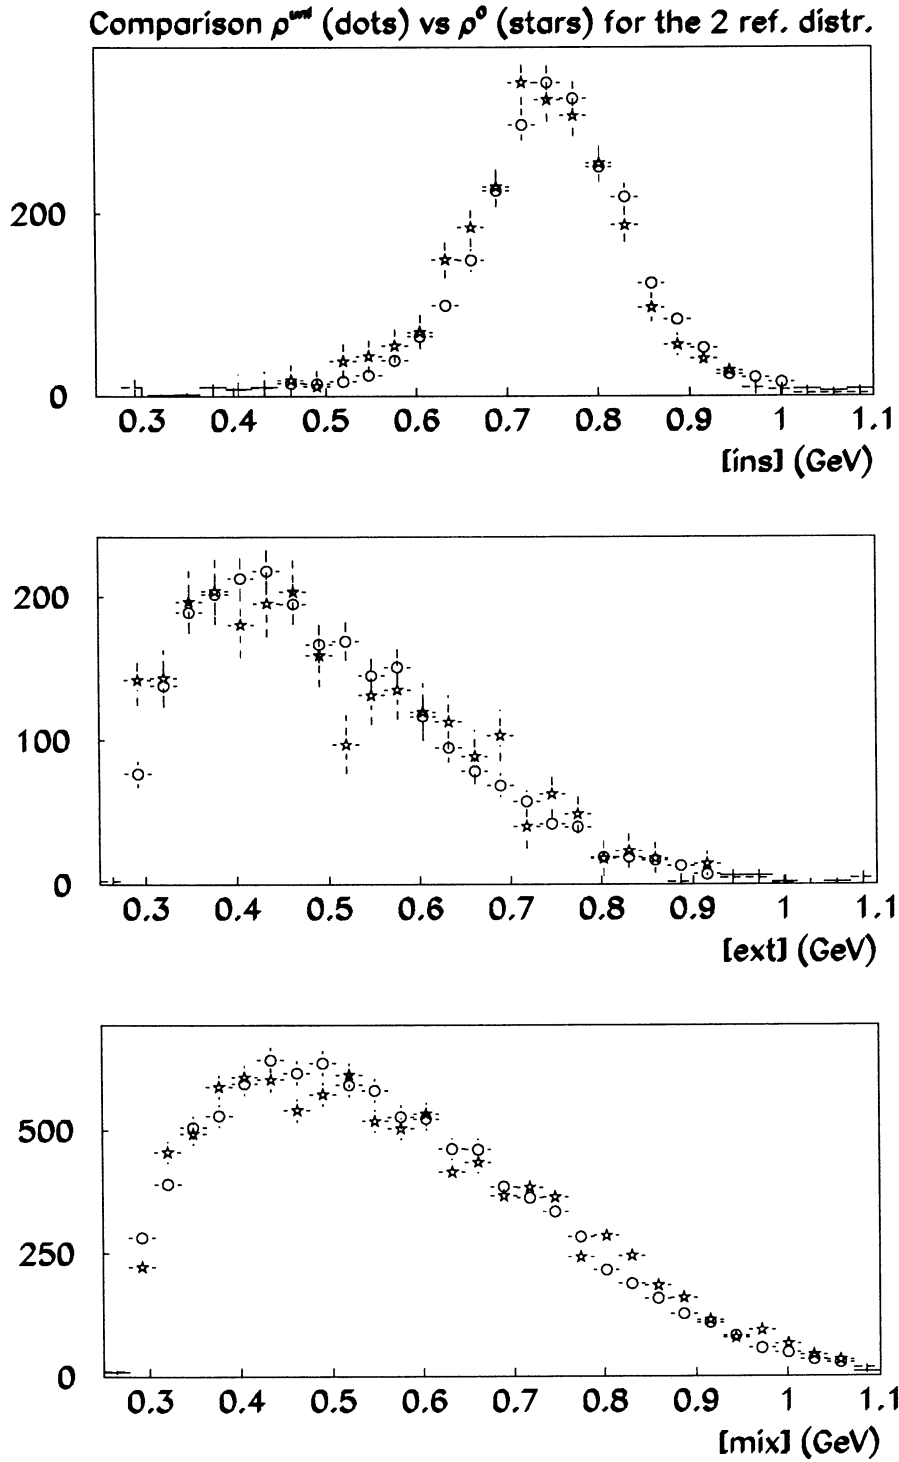 Comparison ρᵘⁿˡ (dots) vs ρ⁰ (stars) for the 2 ref. distr.
200
0
0.3 0.4 0.5 0.6 0.7 0.8 0.9 1 1.1
[ins] (GeV)
200
100
0
0.3 0.4 0.5 0.6 0.7 0.8 0.9 1 1.1
[ext] (GeV)
500
250
0
0.3 0.4 0.5 0.6 0.7 0.8 0.9 1 1.1
[mix] (GeV)